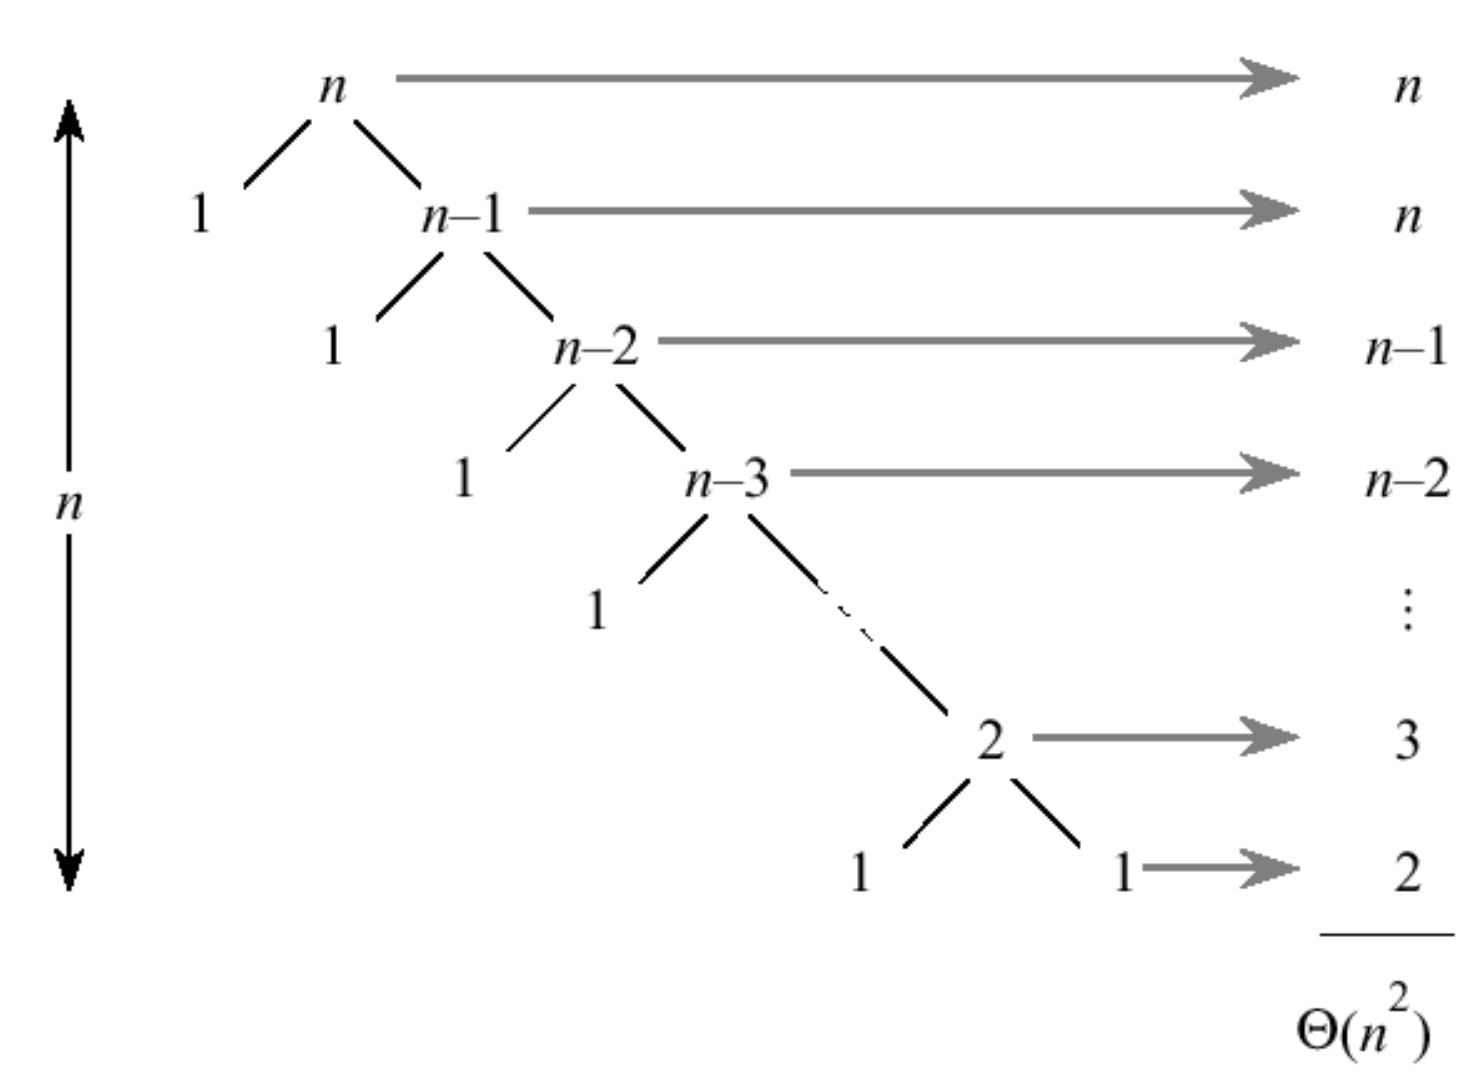 n n
1 n–1 n
1 n–2 n–1
1 n–3 n–2
n
1 ⋮
2 3
1 1 2
Θ(n²)